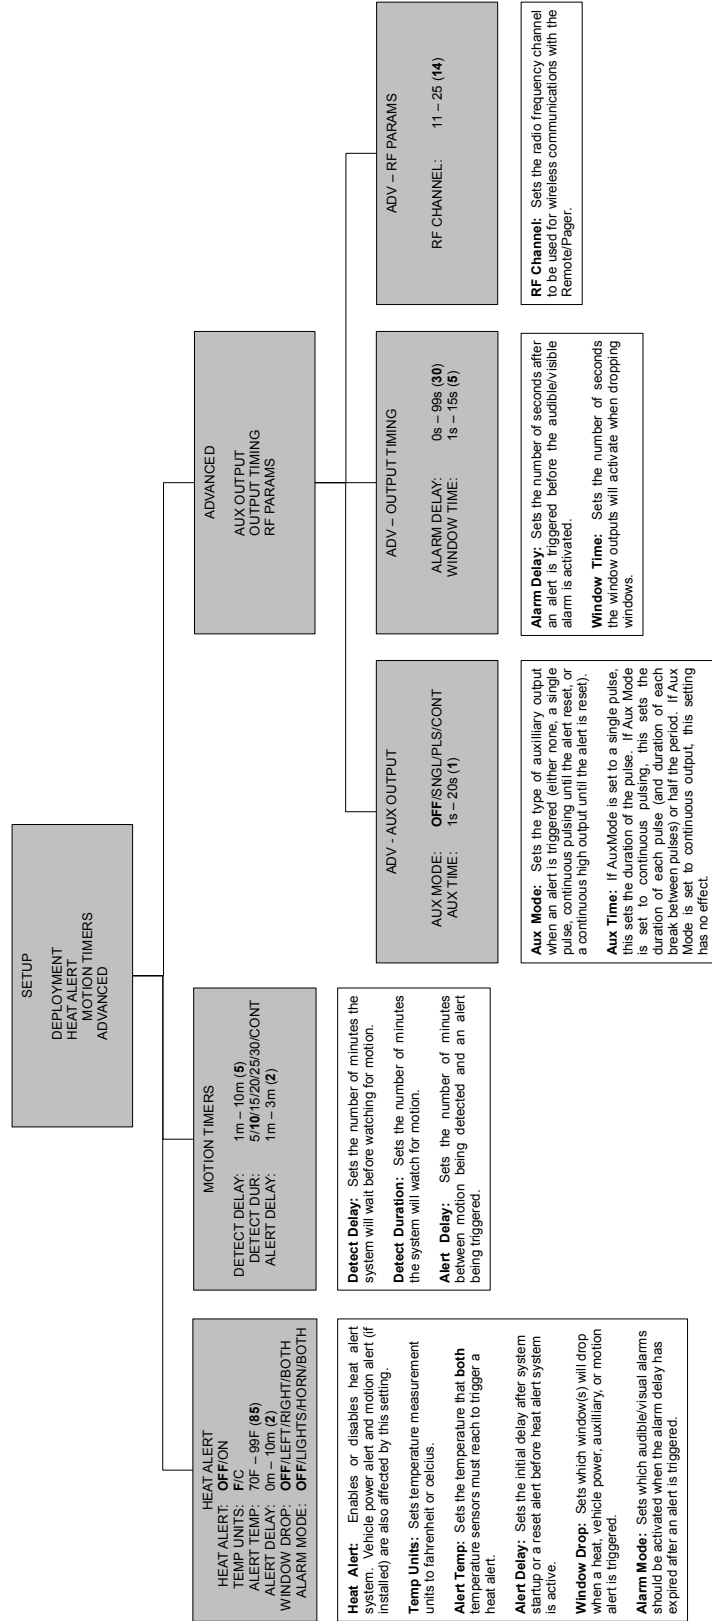 SETUP
DEPLOYMENT
HEAT ALERT
MOTION TIMERS
ADVANCED
HEAT ALERT
HEAT ALERT: OFF/ON
TEMP UNITS: F/C
ALERT TEMP: 70F – 99F (85)
ALERT DELAY: 0m – 10m (2)
WINDOW DROP: OFF/LEFT/RIGHT/BOTH
ALARM MODE: OFF/LIGHTS/HORN/BOTH
Heat Alert: Enables or disables heat alert
system. Vehicle power alert and motion alert (if
installed) are also affected by this setting.
Temp Units: Sets temperature measurement
units to fahrenheit or celcius.
Alert Temp: Sets the temperature that both
temperature sensors must reach to trigger a
heat alert.
Alert Delay: Sets the initial delay after system
startup or a reset alert before heat alert system
is active.
Window Drop: Sets which window(s) will drop
when a heat, vehicle power, auxilliary, or motion
alert is triggered.
Alarm Mode: Sets which audible/visual alarms
should be activated when the alarm delay has
expired after an alert is triggered.
MOTION TIMERS
DETECT DELAY: 1m – 10m (5)
DETECT DUR: 5/10/15/20/25/30/CONT
ALERT DELAY: 1m – 3m (2)
Detect Delay: Sets the number of minutes the
system will wait before watching for motion.
Detect Duration: Sets the number of minutes
the system will watch for motion.
Alert Delay: Sets the number of minutes
between motion being detected and an alert
being triggered.
ADVANCED
AUX OUTPUT
OUTPUT TIMING
RF PARAMS
ADV - AUX OUTPUT
AUX MODE: OFF/SNGL/PLS/CONT
AUX TIME: 1s – 20s (1)
Aux Mode: Sets the type of auxilliary output
when an alert is triggered (either none, a single
pulse, continuous pulsing until the alert reset, or
a continuous high output until the alert is reset).
Aux Time: If AuxMode is set to a single pulse,
this sets the duration of the pulse. If Aux Mode
is set to continuous pulsing, this sets the
duration of each pulse (and duration of each
break between pulses) or half the period. If Aux
Mode is set to continuous output, this setting
has no effect.
ADV – OUTPUT TIMING
ALARM DELAY: 0s – 99s (30)
WINDOW TIME: 1s – 15s (5)
Alarm Delay: Sets the number of seconds after
an alert is triggered before the audible/visible
alarm is activated.
Window Time: Sets the number of seconds
the window outputs will activate when dropping
windows.
ADV – RF PARAMS
RF CHANNEL: 11 – 25 (14)
RF Channel: Sets the radio frequency channel
to be used for wireless communications with the
Remote/Pager.